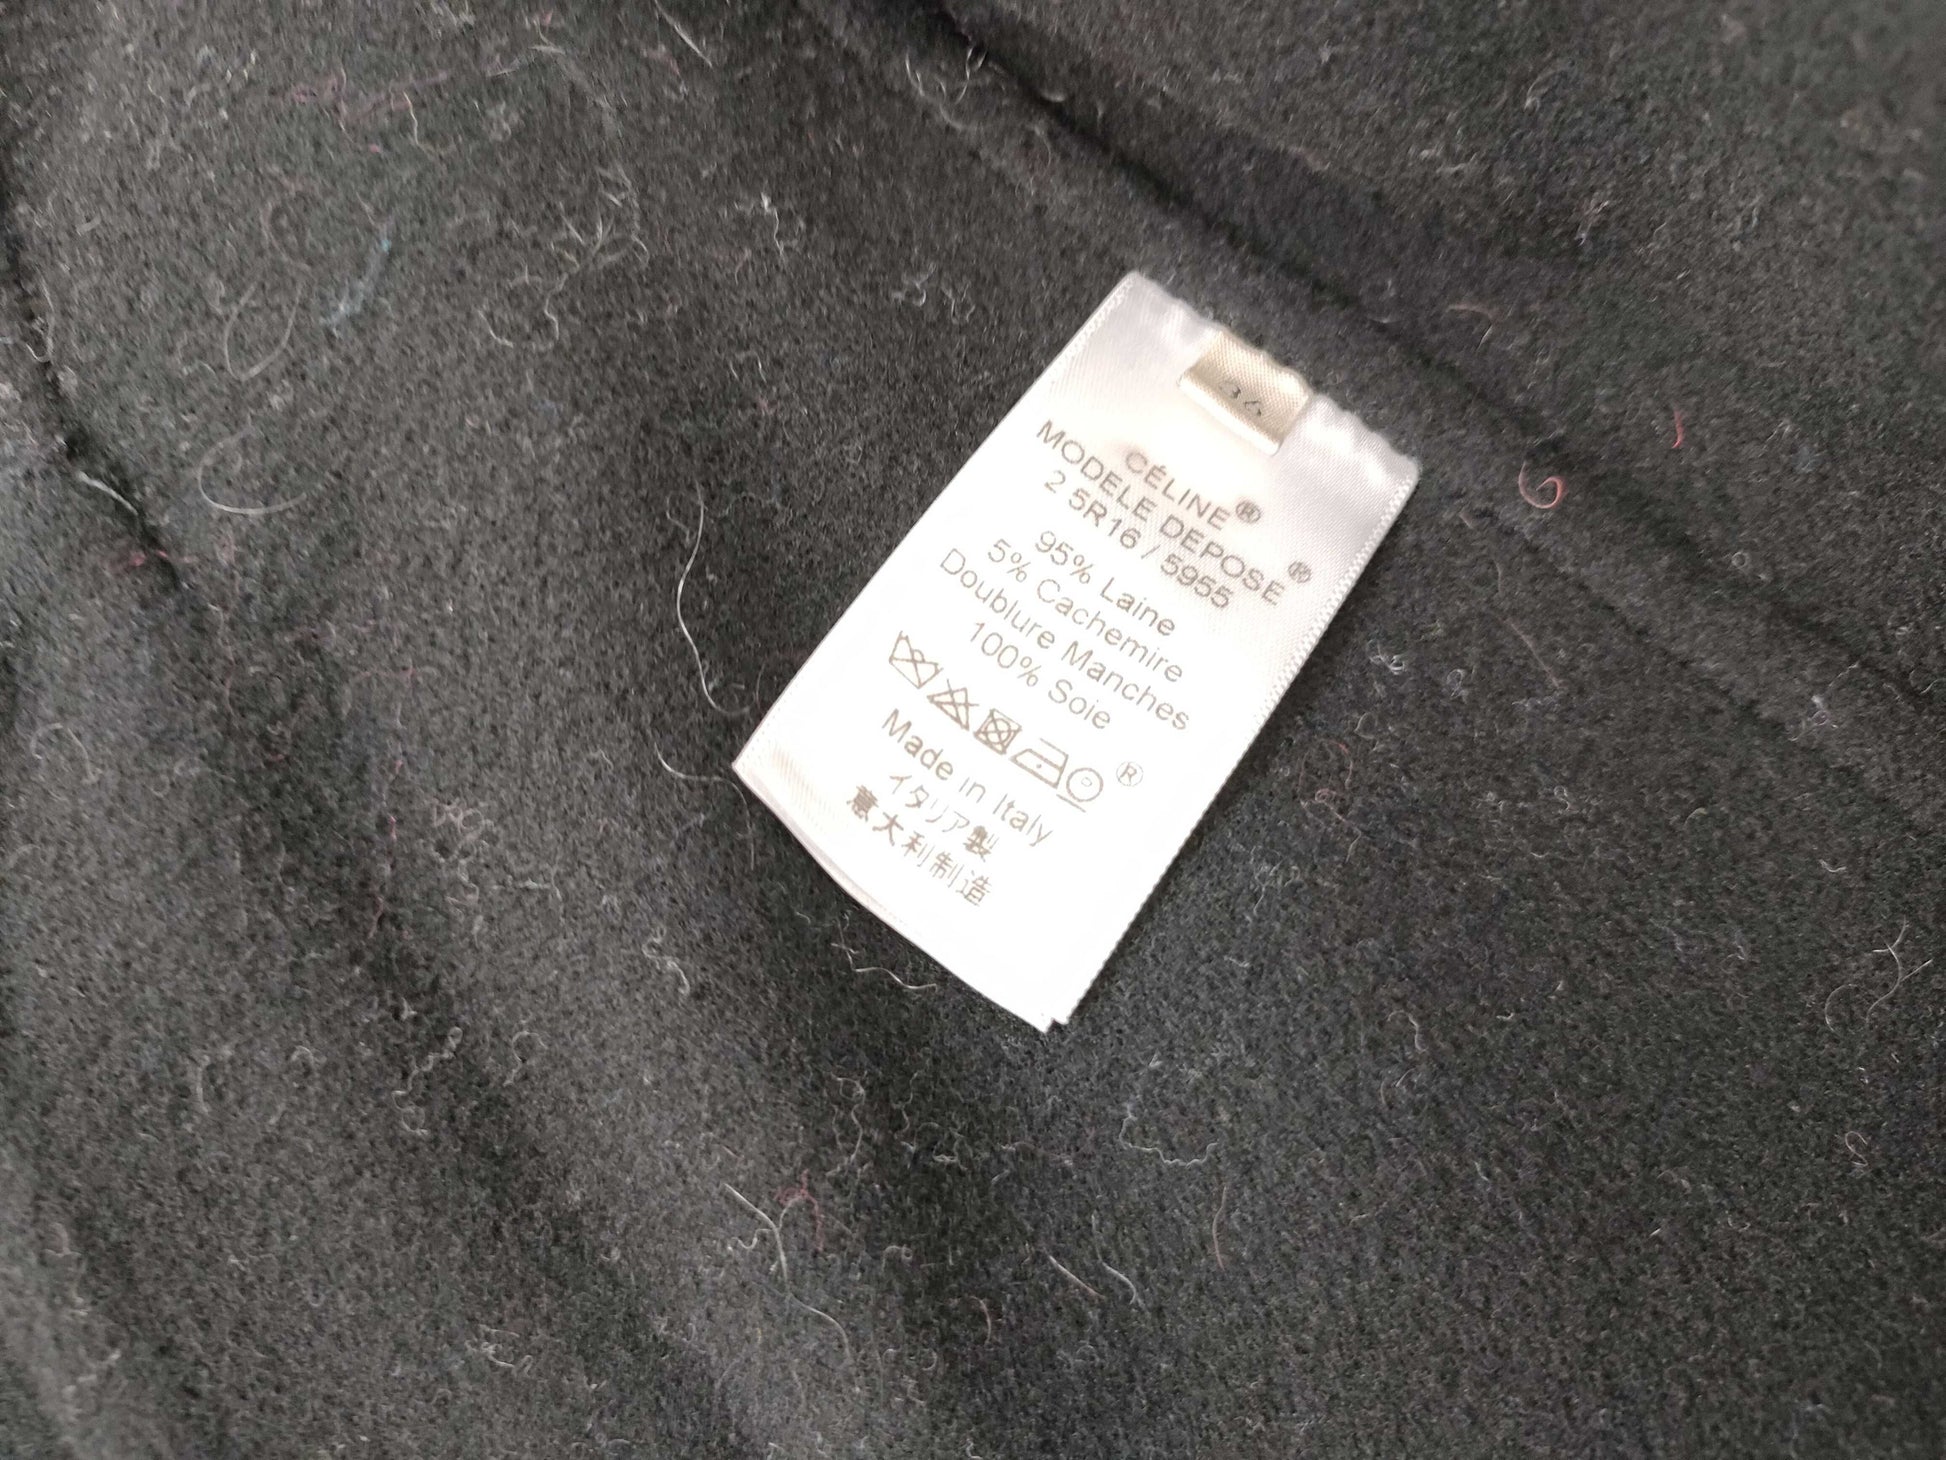 36
CÉLINE®
MODELE DEPOSE®
2 5R16 / 5955
95% Laine
5% Cachemire
Doublure Manches
100% Soie
®
Made in Italy
イタリア製
意大利制造